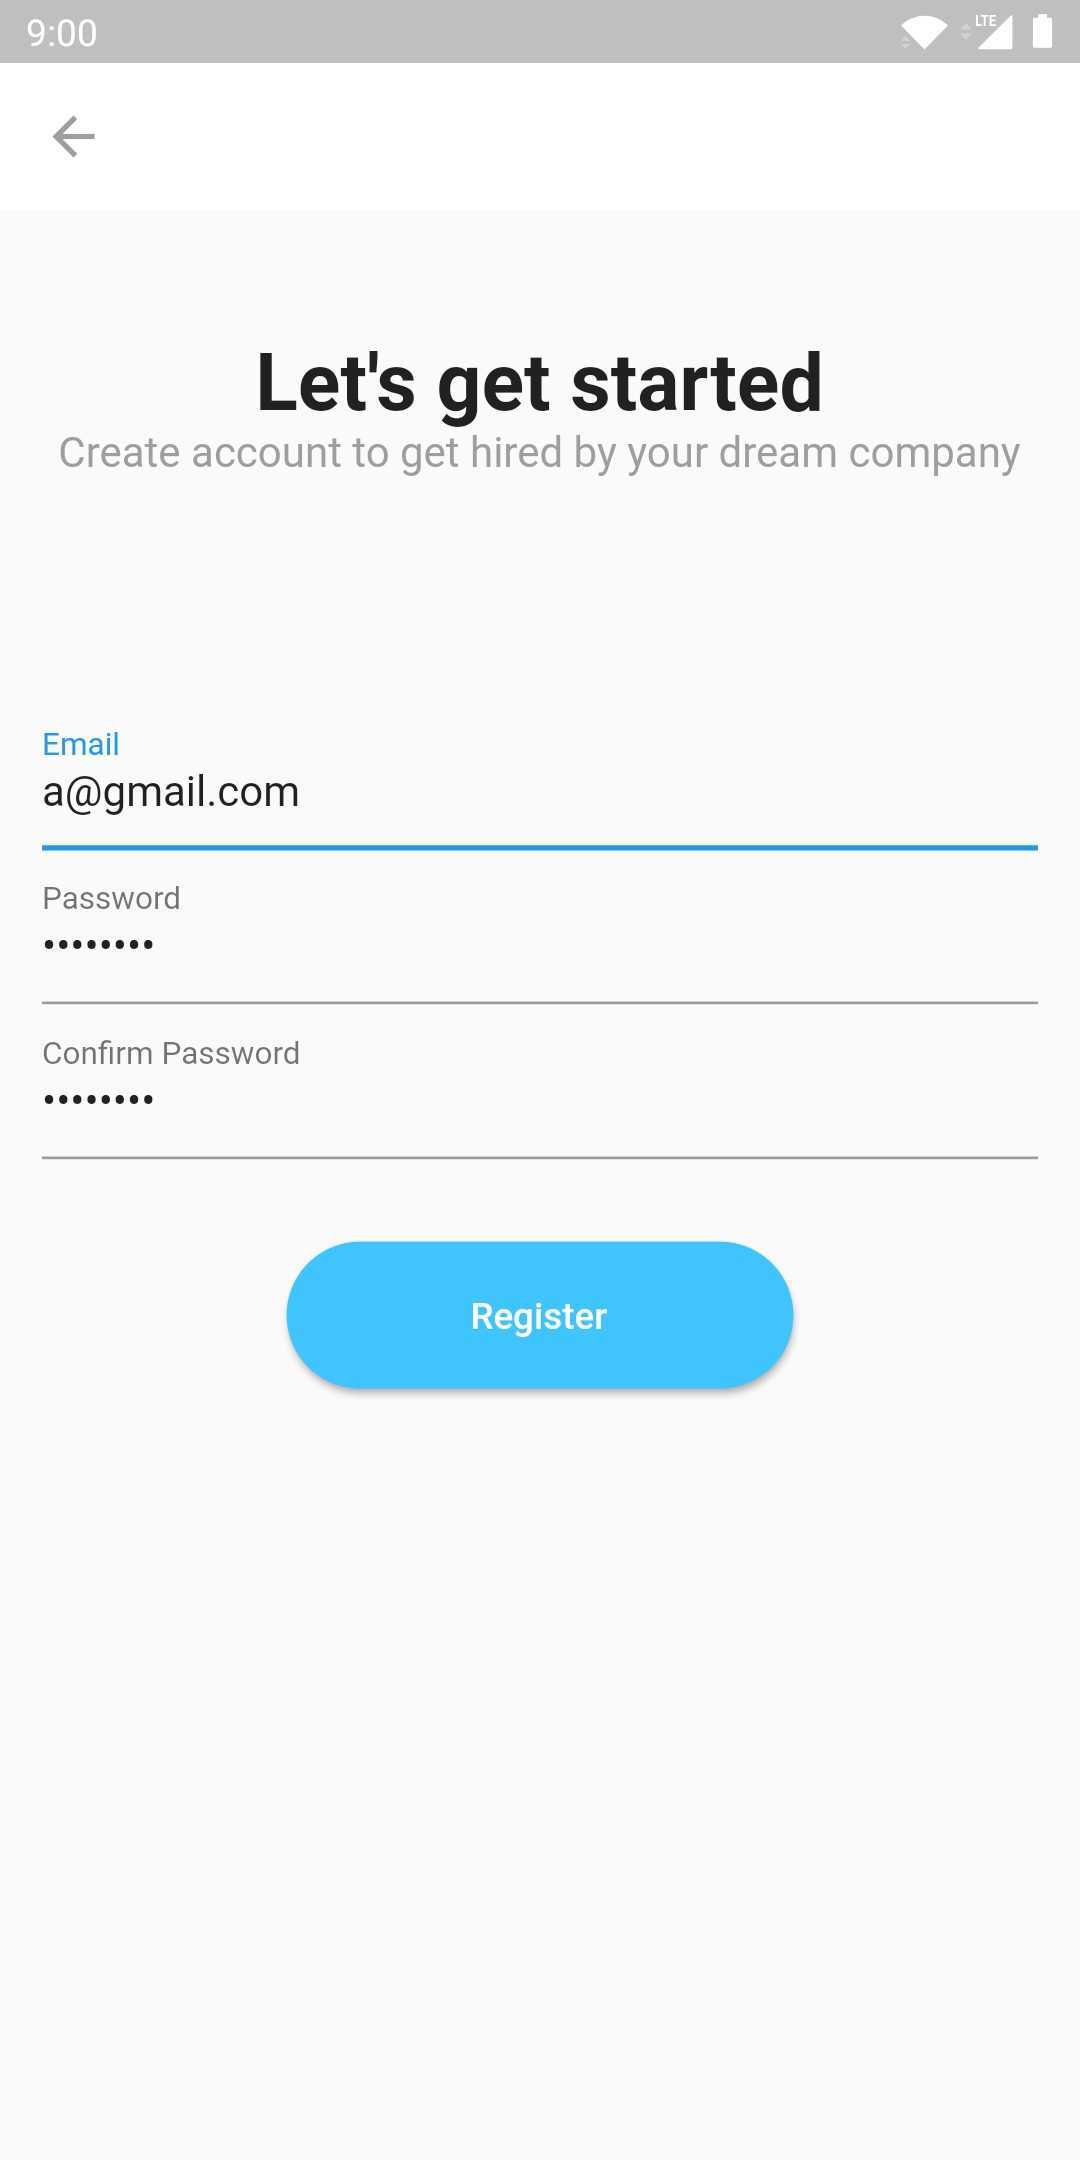 9:00
LTE
Let's get started
Create account to get hired by your dream company
Email
a@gmail.com
Password
••••••••
Confirm Password
••••••••
Register